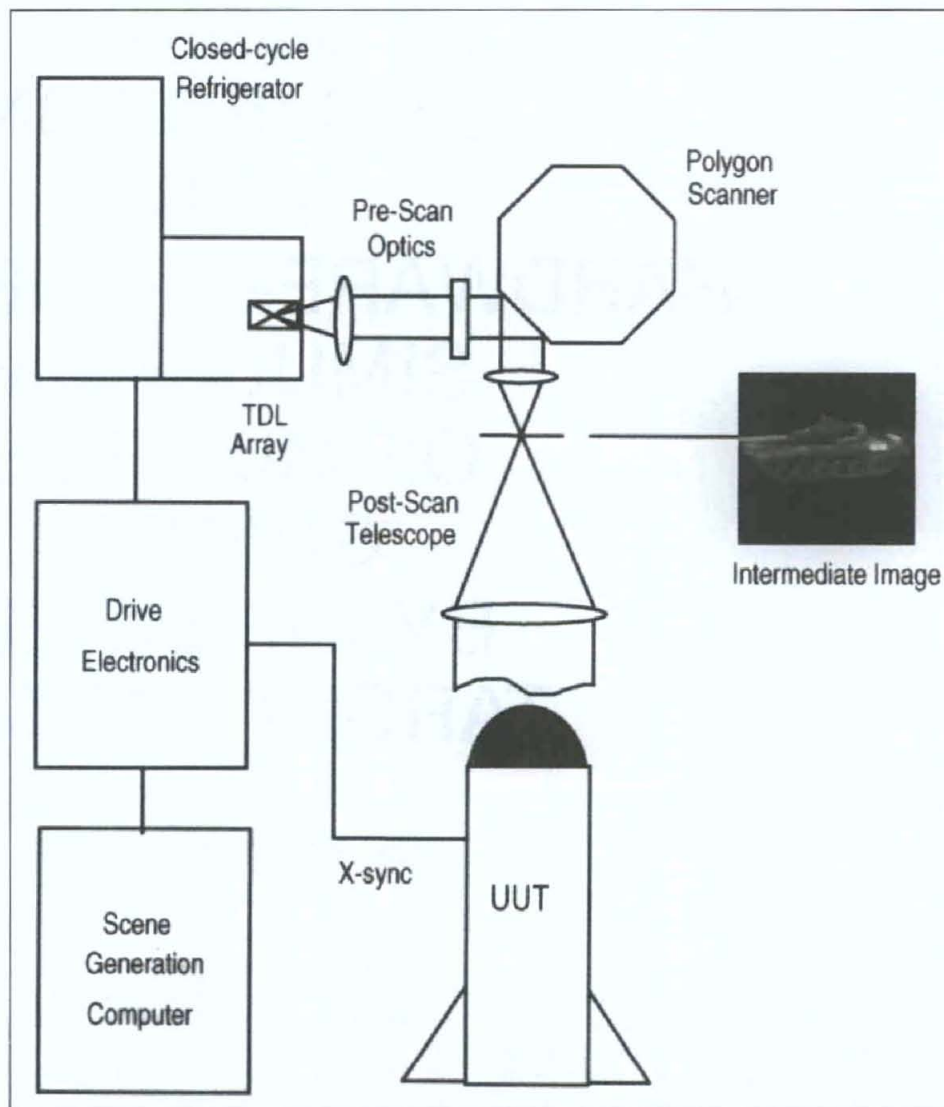 Closed-cycle
Refrigerator
Polygon
Scanner
Pre-Scan
Optics
TDL
Array
Post-Scan
Telescope
Intermediate Image
Drive
Electronics
X-sync
UUT
Scene
Generation
Computer